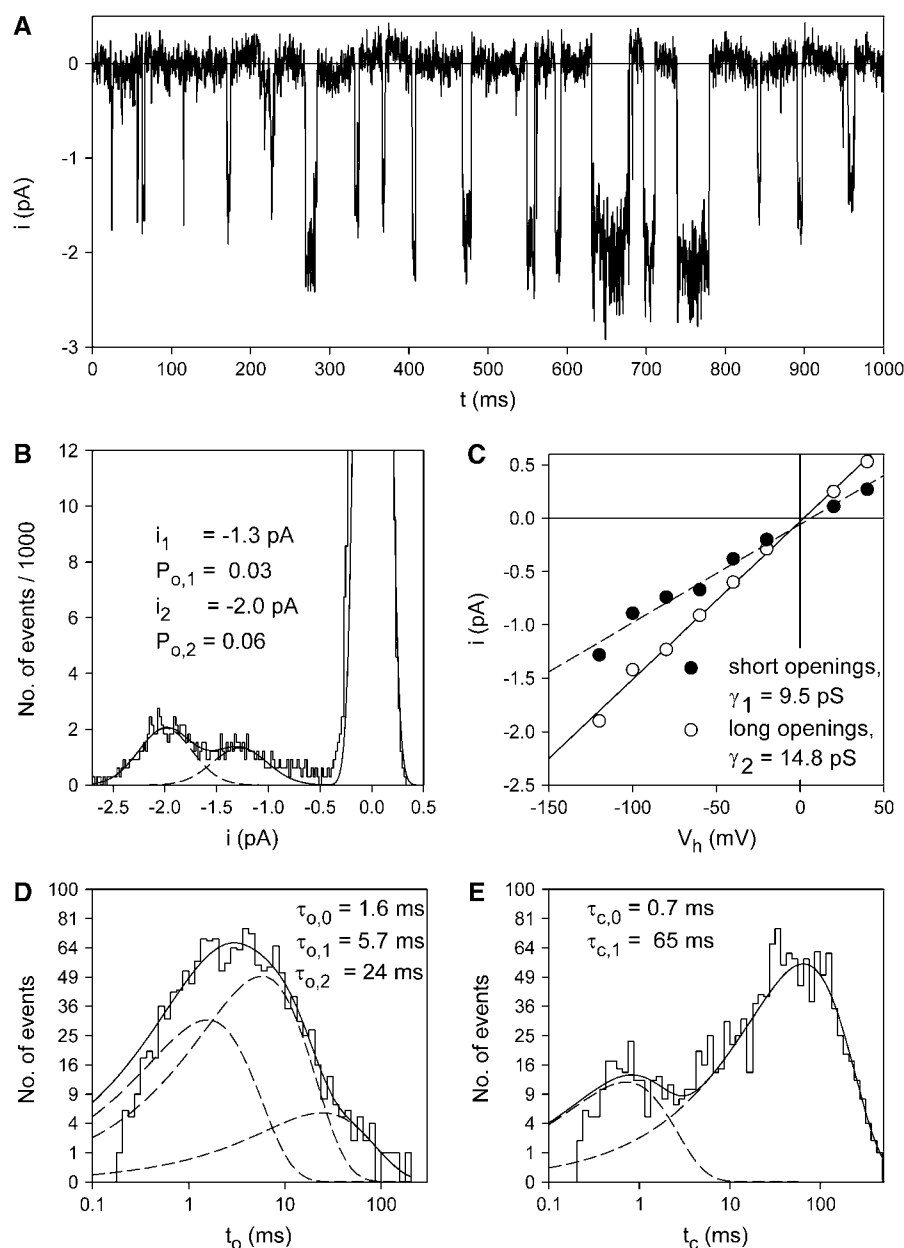 A
0
-1
-2
-3
i (pA)
0 100 200 300 400 500 600 700 800 900 1000
t (ms)
B
12
10
8
6
4
2
0
No. of events / 1000
i1 = -1.3 pA
Po,1 = 0.03
i2 = -2.0 pA
Po,2 = 0.06
-2.5 -2.0 -1.5 -1.0 -0.5 0.0 0.5
i (pA)
C
0.5
0.0
-0.5
-1.0
-1.5
-2.0
-2.5
i (pA)
short openings,
γ1 = 9.5 pS
long openings,
γ2 = 14.8 pS
-150 -100 -50 0 50
Vh (mV)
D
100
81
64
49
36
25
16
9
4
1
0
No. of events
τo,0 = 1.6 ms
τo,1 = 5.7 ms
τo,2 = 24 ms
0.1 1 10 100
to (ms)
E
100
81
64
49
36
25
16
9
4
1
0
No. of events
τc,0 = 0.7 ms
τc,1 = 65 ms
0.1 1 10 100
tc (ms)